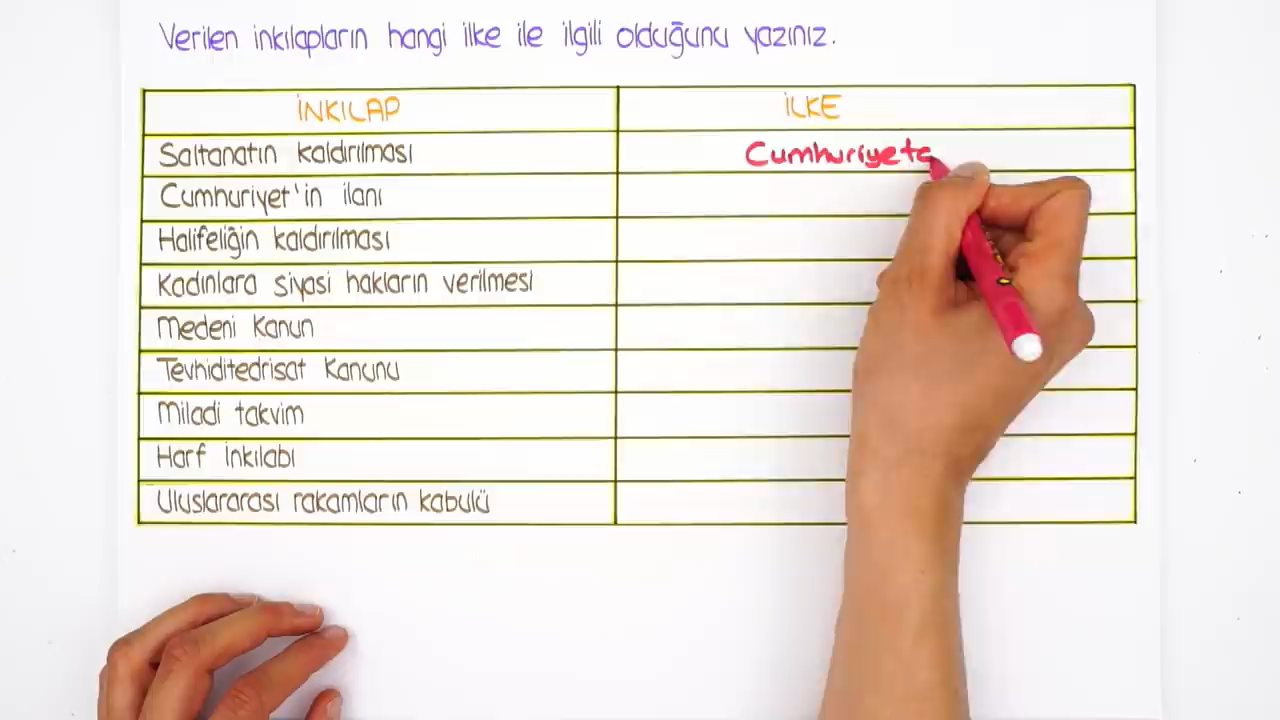 Verilen inkılapların hangi ilke ile ilgili olduğunu yazınız.
İNKILAP İLKE
Saltanatın kaldırılması Cumhuriyetc
Cumhuriyet'in ilanı
Halifeliğin kaldırılması
Kadınlara siyasi hakların verilmesi
Medeni Kanun
Tevhiditedrisat Kanunu
Miladi takvim
Harf İnkılabı
Uluslararası rakamların kabulü